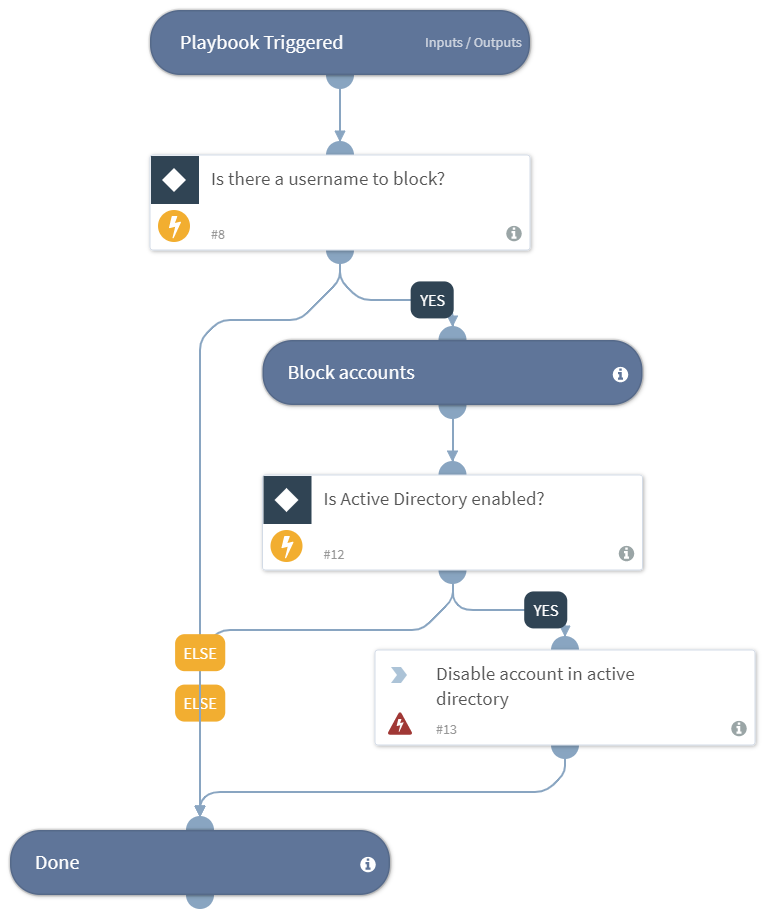 Playbook Triggered
Inputs / Outputs
Is there a username to block?
#8
YES
Block accounts
Is Active Directory enabled?
#12
YES
ELSE
Disable account in active
directory
ELSE
#13
Done